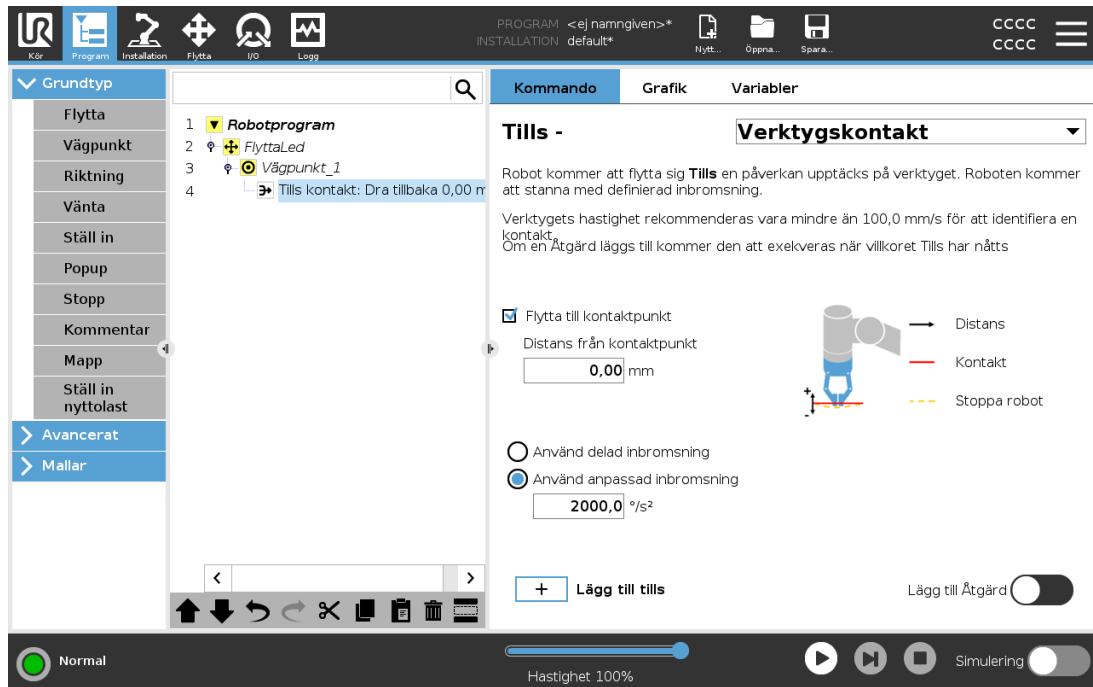 PROGRAM <ej namngiven>*
INSTALLATION default*
UR
Kör
Program
Installation
Flytta
I/O
Logg
Nytt...
Öppna...
Spara...
CCCC
CCCC
Grundtyp
Flytta
Vägpunkt
Riktning
Vänta
Ställ in
Popup
Stopp
Kommentar
Mapp
Ställ in
nyttolast
Avancerat
Mallar
1 Robotprogram
2 FlyttaLed
3 Vägpunkt_1
4 Tills kontakt: Dra tillbaka 0,00 m
Kommando
Grafik
Variabler
Tills -
Verktygskontakt
Robot kommer att flytta sig Tills en påverkan upptäcks på verktyget. Roboten kommer
att stanna med definierad inbromsning.
Verktygets hastighet rekommenderas vara mindre än 100,0 mm/s för att identifiera en
kontakt.
Om en Åtgärd läggs till kommer den att exekveras när villkoret Tills har nåtts
Flytta till kontaktpunkt
Distans från kontaktpunkt
0,00 mm
+
-
Distans
Kontakt
Stoppa robot
Använd delad inbromsning
Använd anpassad inbromsning
2000,0 °/s²
+ Lägg till tills
Lägg till Åtgärd
Normal
Hastighet 100%
Simulering